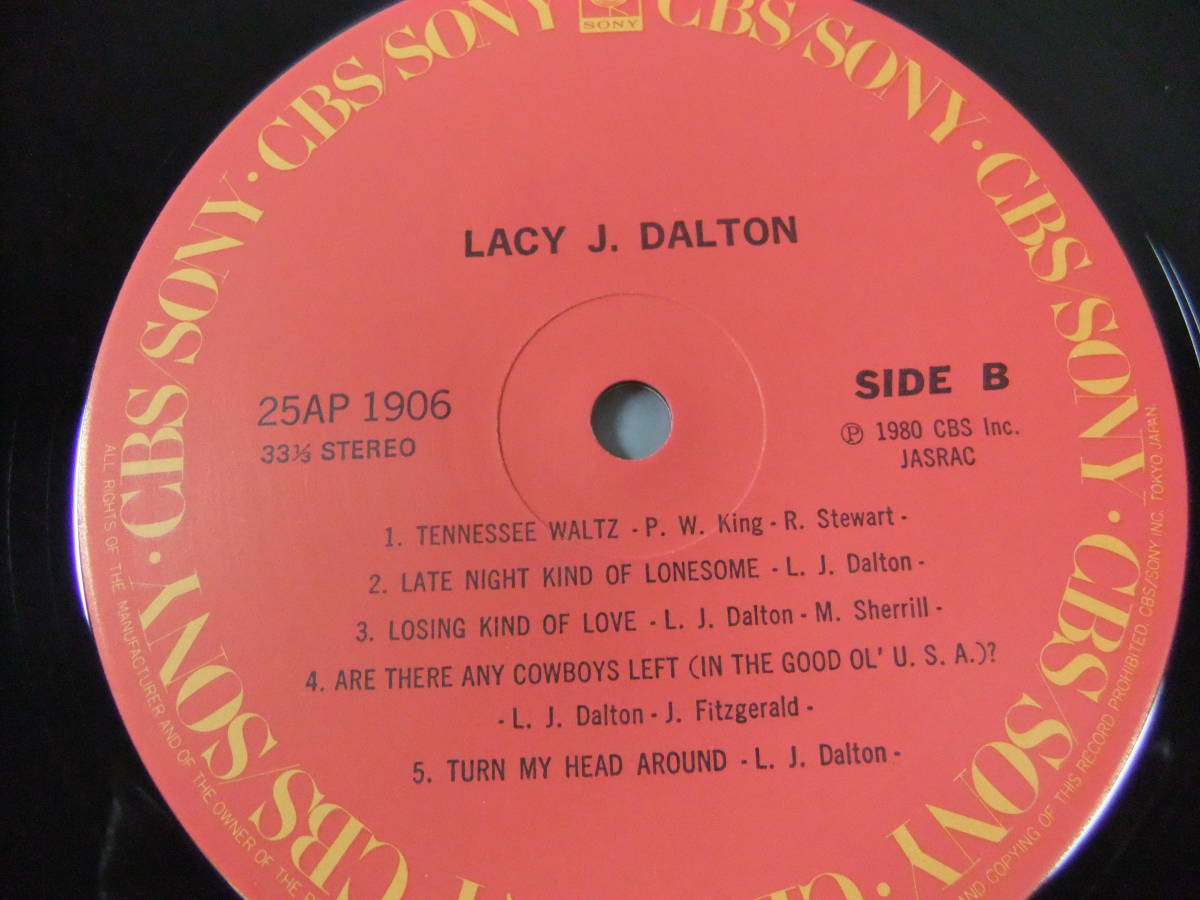 CBS/SONY · CBS/SONY · CBS/SONY · CBS/SONY · CBS/SONY · CBS/SONY
SONY
LACY J. DALTON
25AP 1906
33⅓ STEREO
SIDE B
Ⓟ 1980 CBS Inc.
JASRAC
1. TENNESSEE WALTZ - P. W. King - R. Stewart -
2. LATE NIGHT KIND OF LONESOME - L. J. Dalton -
3. LOSING KIND OF LOVE - L. J. Dalton - M. Sherrill -
4. ARE THERE ANY COWBOYS LEFT (IN THE GOOD OL' U. S. A.)?
- L. J. Dalton - J. Fitzgerald -
5. TURN MY HEAD AROUND - L. J. Dalton -
ALL RIGHTS OF THE MANUFACTURER AND OF THE OWNER OF THE
AND COPYING OF THIS RECORD PROHIBITED. CBS/SONY INC. TOKYO JAPAN.